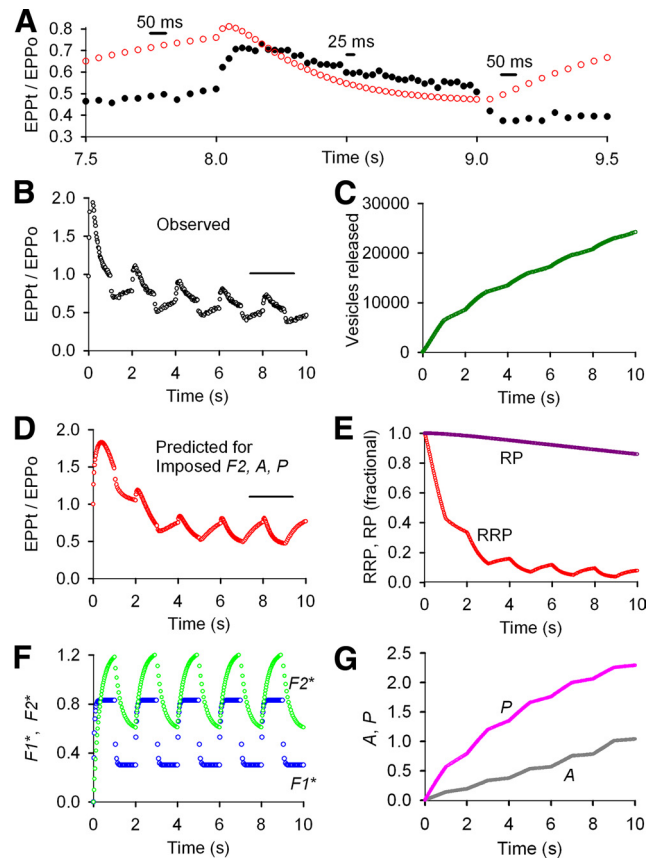 A
50 ms
25 ms
50 ms
EPPt / EPPo
0.8
0.7
0.6
0.5
0.4
0.3
7.5 8.0 Time (s) 9.0 9.5
B
Observed
EPPt / EPPo
2.0
1.5
1.0
0.5
0.0
0 2 4 6 8 10
Time (s)
C
Vesicles released
30000
20000
10000
0
0 2 4 6 8 10
Time (s)
D
Predicted for
Imposed F2, A, P
EPPt / EPPo
2.0
1.5
1.0
0.5
0.0
0 2 4 6 8 10
Time (s)
E
RP
RRP
RRP, RP (fractional)
1.0
0.8
0.6
0.4
0.2
0.0
0 2 4 6 8 10
Time (s)
F
F2*
F1*
F1*, F2*
1.2
0.8
0.4
0.0
0 2 4 6 8 10
Time (s)
G
P
A
A, P
2.5
2.0
1.5
1.0
0.5
0.0
0 2 4 6 8 10
Time (s)